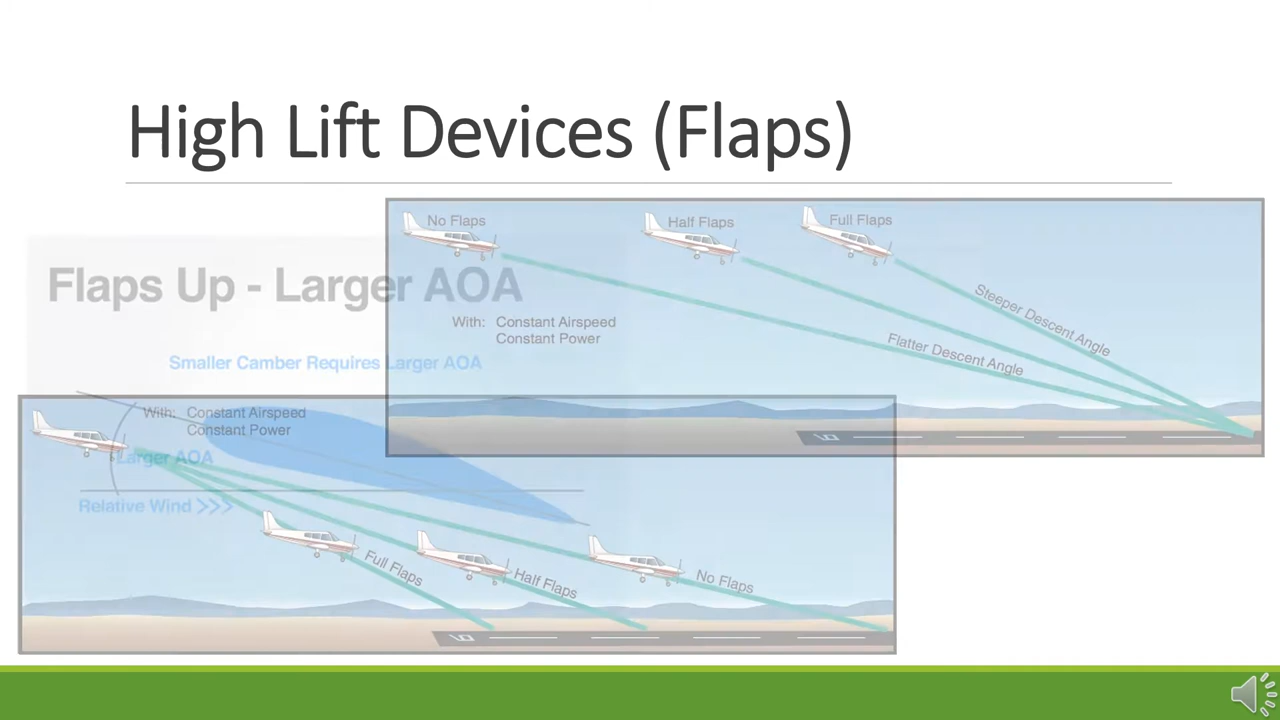 High Lift Devices (Flaps)
No Flaps
Half Flaps
Full Flaps
Steeper Descent Angle
Flatter Descent Angle
With: Constant Airspeed
Constant Power
Flaps Up - Larger AOA
Smaller Camber Requires Larger AOA
With: Constant Airspeed
Constant Power
Larger AOA
Relative Wind >>>
Full Flaps
Half Flaps
No Flaps